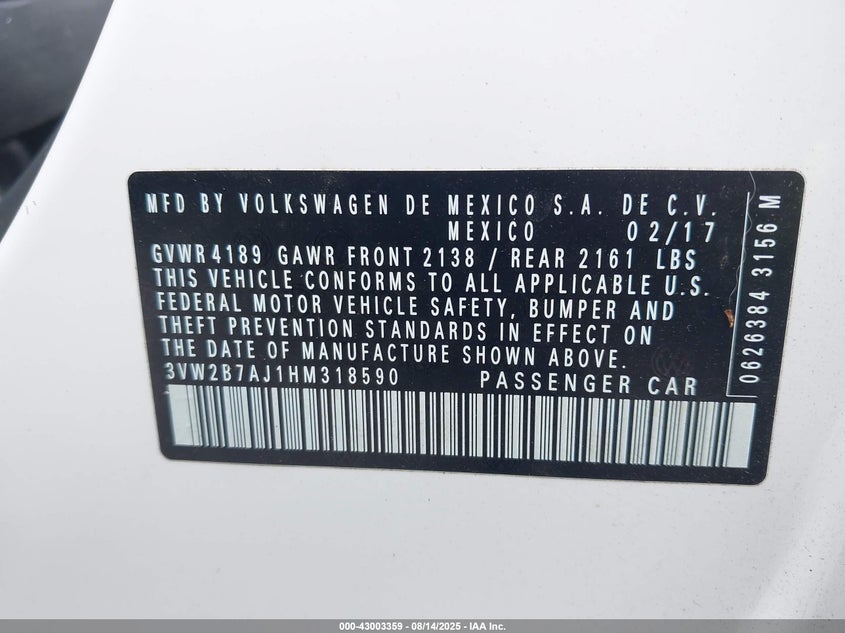 MFD BY VOLKSWAGEN DE MEXICO S.A. DE C.V.
MEXICO 02/17
GVWR 4189 GAWR FRONT 2138 / REAR 2161 LBS
THIS VEHICLE CONFORMS TO ALL APPLICABLE U.S.
FEDERAL MOTOR VEHICLE SAFETY, BUMPER AND
THEFT PREVENTION STANDARDS IN EFFECT ON
THE DATE OF MANUFACTURE SHOWN ABOVE.
3VW2B7AJ1HM318590 PASSENGER CAR
0626384 3156 M
000-43003359 - 08/14/2025 - IAA Inc.